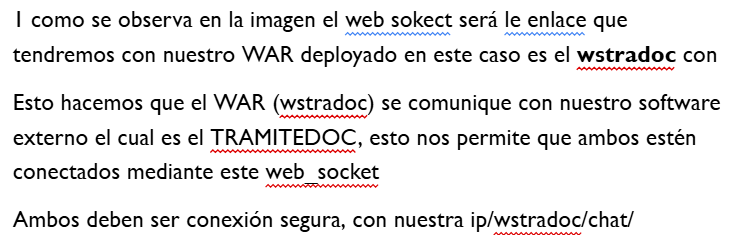 1 como se observa en la imagen el web sokect será le enlace que
tendremos con nuestro WAR deployado en este caso es el wstradoc con
Esto hacemos que el WAR (wstradoc) se comunique con nuestro software
externo el cual es el TRAMITEDOC, esto nos permite que ambos estén
conectados mediante este web_socket
Ambos deben ser conexión segura, con nuestra ip/wstradoc/chat/